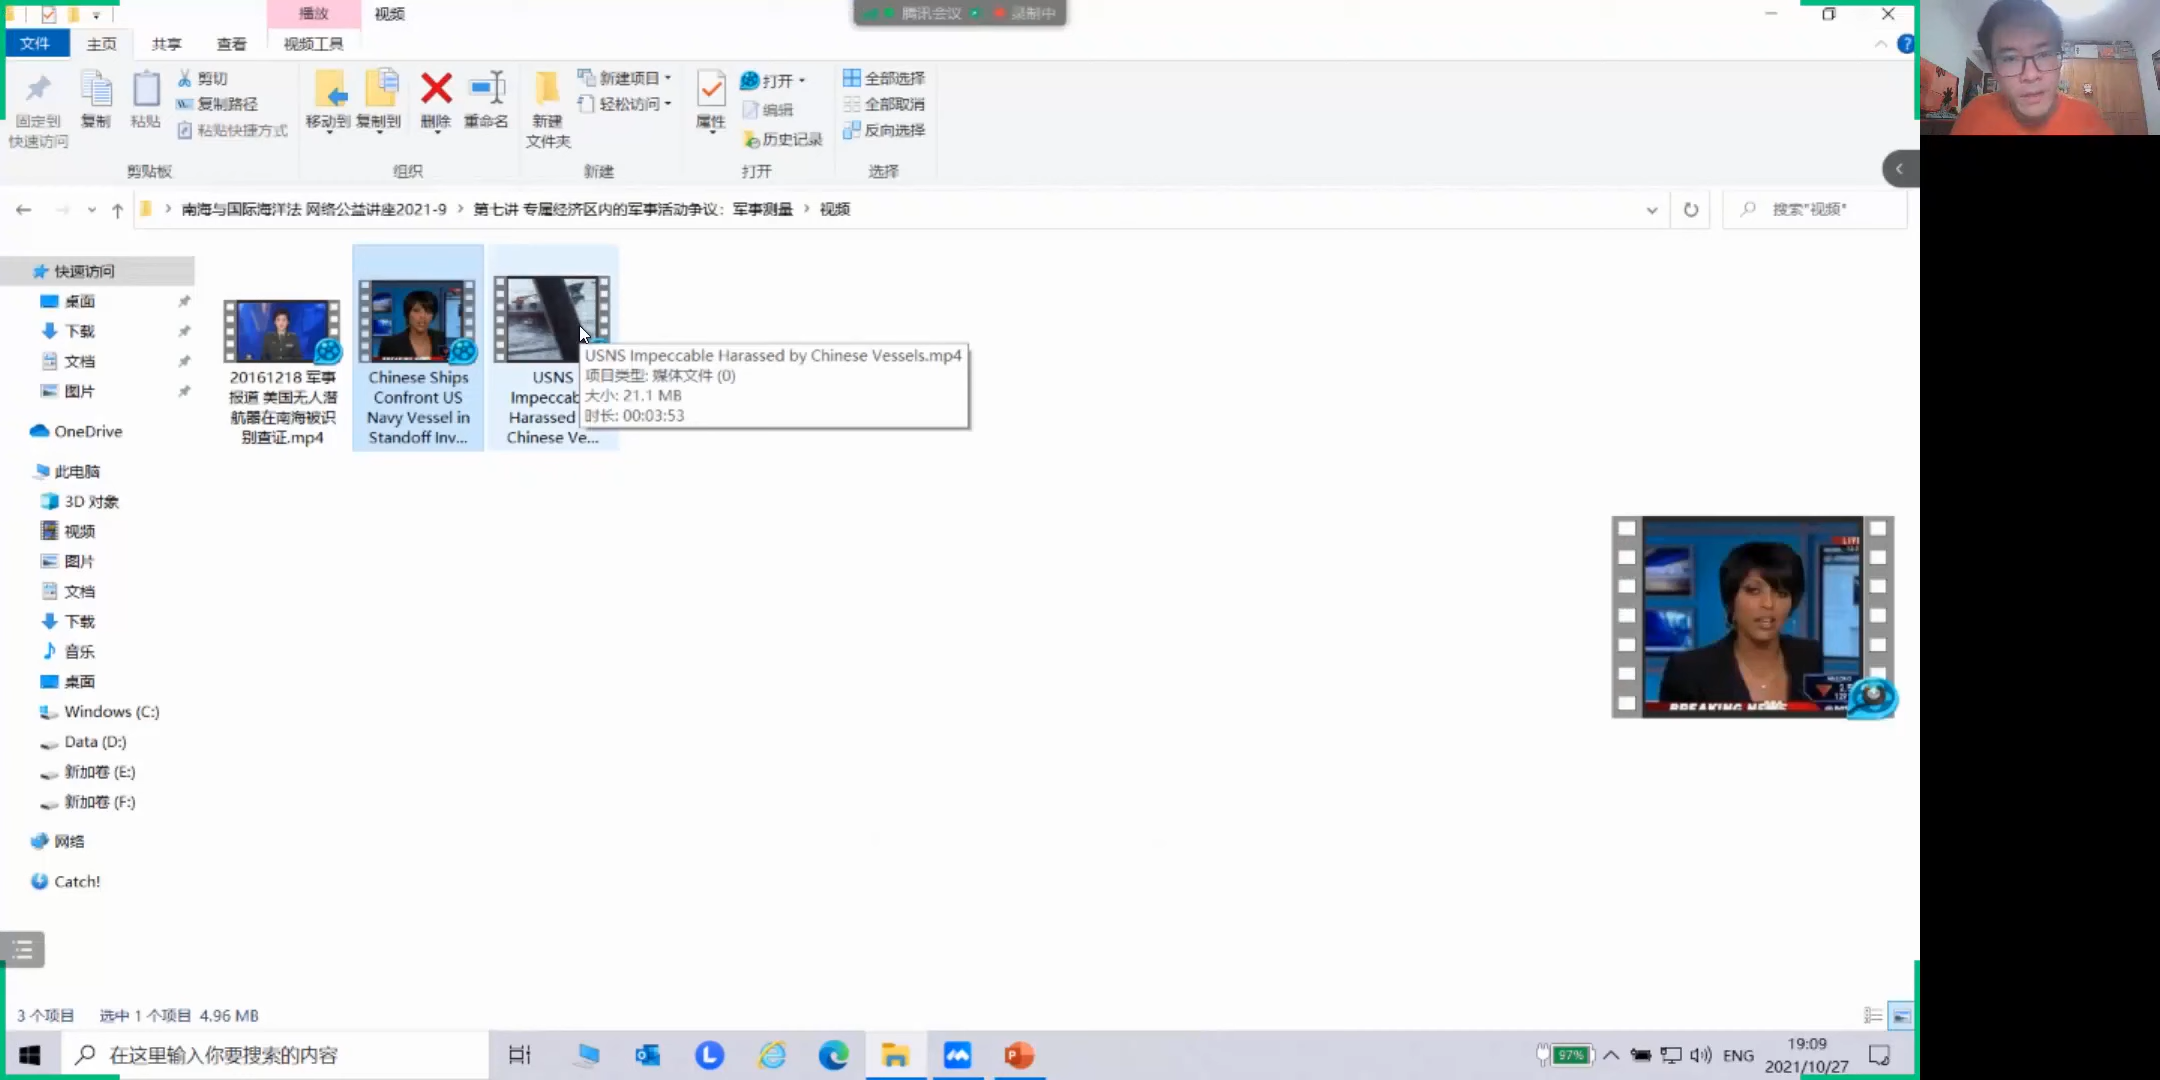 播放
视频
腾讯会议
录制中
文件
主页
共享
查看
视频工具
固定到
快速访问
复制
粘贴
剪切
复制路径
粘贴快捷方式
剪贴板
移动到
复制到
删除
重命名
组织
新建
文件夹
新建项目
轻松访问
新建
属性
打开
编辑
历史记录
打开
全部选择
全部取消
反向选择
选择
南海与国际海洋法 网络公益讲座2021-9 › 第七讲 专属经济区内的军事活动争议：军事测量 › 视频
搜索"视频"
快速访问
桌面
下载
文档
图片
OneDrive
此电脑
3D 对象
视频
图片
文档
下载
音乐
桌面
Windows (C:)
Data (D:)
新加卷 (E:)
新加卷 (F:)
网络
Catch!
20161218 军事
报道 美国无人潜
航器在南海被识
别查证.mp4
Chinese Ships
Confront US
Navy Vessel in
Standoff Inv...
USNS
Impeccab
Harassed
Chinese Ve...
USNS Impeccable Harassed by Chinese Vessels.mp4
项目类型: 媒体文件 (0)
大小: 21.1 MB
时长: 00:03:53
LIVE
BREAKING NEWS
3 个项目
选中 1 个项目 4.96 MB
在这里输入你要搜索的内容
97%
ENG
19:09
2021/10/27